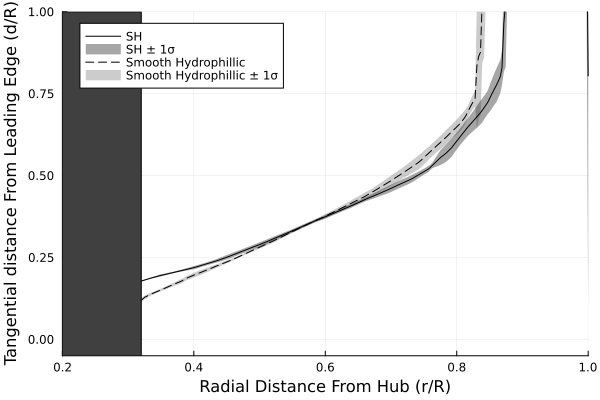 1.00
0.75
0.50
0.25
0.00
Tangential distance From Leading Edge (d/R)
SH
SH ± 1σ
Smooth Hydrophillic
Smooth Hydrophillic ± 1σ
0.2 0.4 0.6 0.8 1.0
Radial Distance From Hub (r/R)